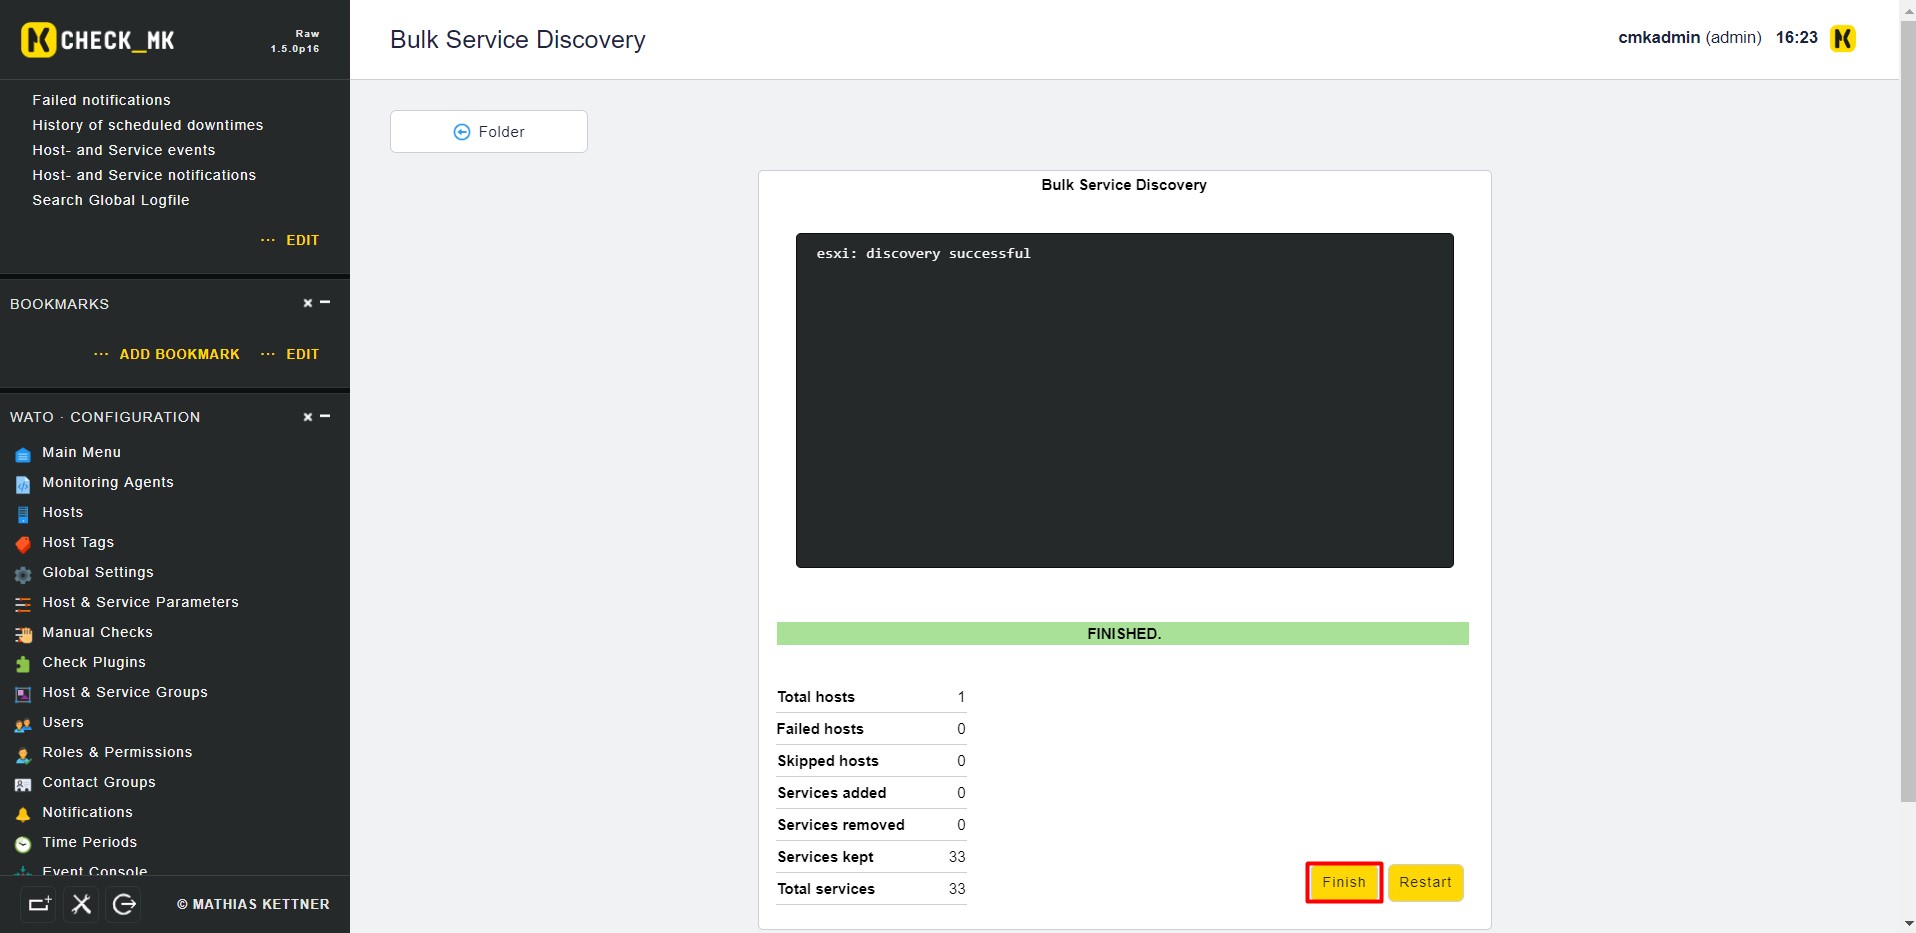 CHECK_MK
Raw
1.5.0p16
Failed notifications
History of scheduled downtimes
Host- and Service events
Host- and Service notifications
Search Global Logfile
··· EDIT
BOOKMARKS
··· ADD BOOKMARK ··· EDIT
WATO · CONFIGURATION
Main Menu
Monitoring Agents
Hosts
Host Tags
Global Settings
Host & Service Parameters
Manual Checks
Check Plugins
Host & Service Groups
Users
Roles & Permissions
Contact Groups
Notifications
Time Periods
Event Console
© MATHIAS KETTNER
Bulk Service Discovery
cmkadmin (admin) 16:23
Folder
Bulk Service Discovery
esxi: discovery successful
FINISHED.
Total hosts 1
Failed hosts 0
Skipped hosts 0
Services added 0
Services removed 0
Services kept 33
Total services 33
Finish Restart